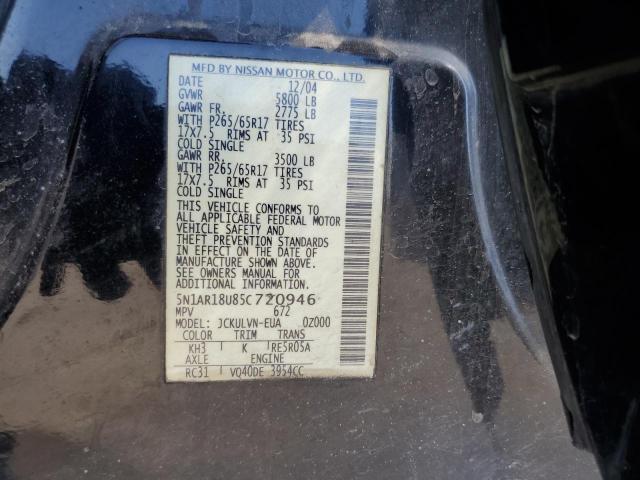 MFD BY NISSAN MOTOR CO., LTD.
DATE 12/04
GVWR 5800 LB
GAWR FR. 2775 LB
WITH P265/65R17 TIRES
17X7.5 RIMS AT 35 PSI
COLD SINGLE
GAWR RR. 3500 LB
WITH P265/65R17 TIRES
17X7.5 RIMS AT 35 PSI
COLD SINGLE
THIS VEHICLE CONFORMS TO
ALL APPLICABLE FEDERAL MOTOR
VEHICLE SAFETY AND
THEFT PREVENTION STANDARDS
IN EFFECT ON THE DATE OF
MANUFACTURE SHOWN ABOVE.
SEE OWNERS MANUAL FOR
ADDITIONAL INFORMATION.
5N1AR18U85C720946
MPV 672
MODEL: JCKULVN-EUA 0Z000
COLOR TRIM TRANS
KH3 K RE5R05A
AXLE ENGINE
RC31 VQ40DE 3954CC